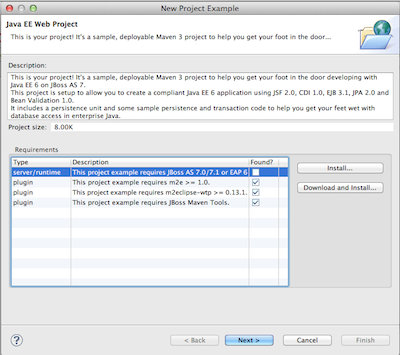 New Project Example
Java EE Web Project
This is your project! It's a sample, deployable Maven 3 project to help you get your foot in the door...
Description:
This is your project! It's a sample, deployable Maven 3 project to help you get your foot in the door developing with
Java EE 6 on JBoss AS 7.
This project is setup to allow you to create a compliant Java EE 6 application using JSF 2.0, CDI 1.0, EJB 3.1, JPA 2.0 and
Bean Validation 1.0.
It includes a persistence unit and some sample persistence and transaction code to help you get your feet wet with
database access in enterprise Java.
Project size: 8.00K
Requirements
Type Description Found?
server/runtime This project example requires JBoss AS 7.0/7.1 or EAP 6
plugin This project example requires m2e >= 1.0.
plugin This project example requires m2eclipse-wtp >= 0.13.1.
plugin This project example requires JBoss Maven Tools.
Install...
Download and Install...
?
< Back
Next >
Cancel
Finish